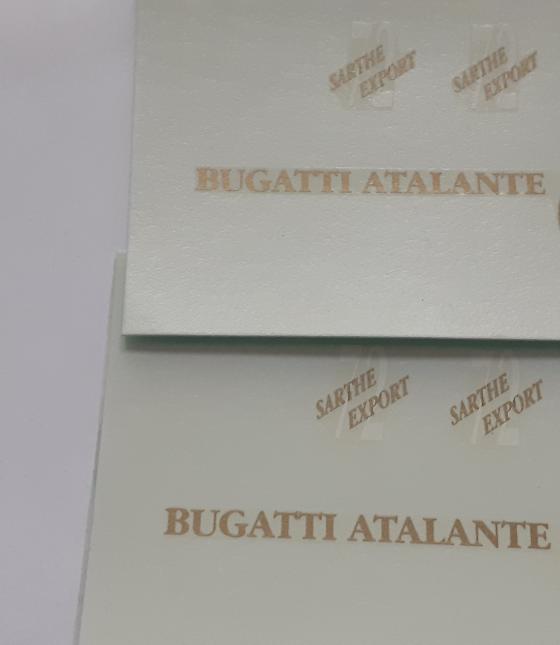 SARTHE
EXPORT
SARTHE
EXPORT
BUGATTI ATALANTE
SARTHE
EXPORT
SARTHE
EXPORT
BUGATTI ATALANTE